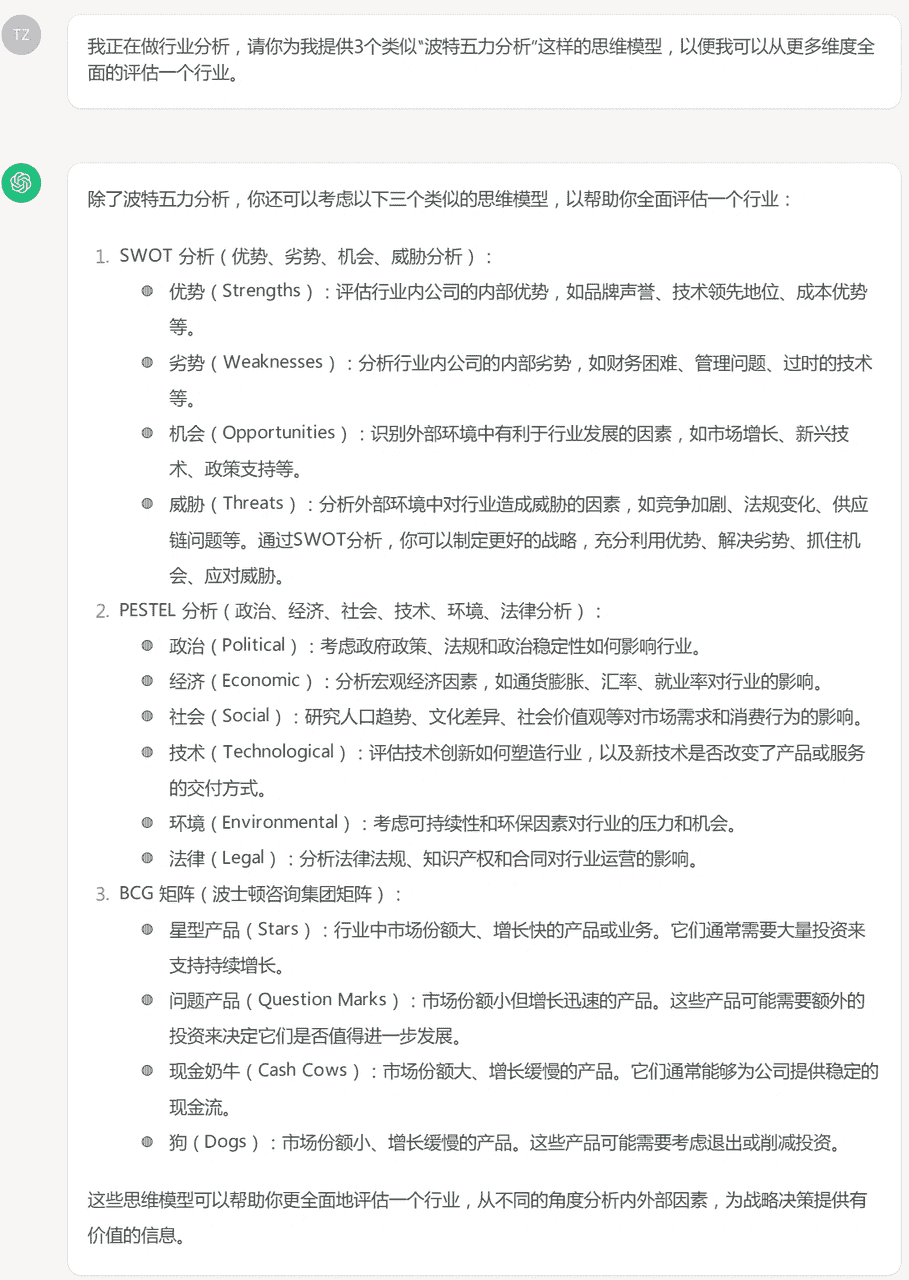 TZ
我正在做行业分析，请你为我提供3个类似“波特五力分析”这样的思维模型，以便我可以从更多维度全
面的评估一个行业。
除了波特五力分析，你还可以考虑以下三个类似的思维模型，以帮助你全面评估一个行业：
1. SWOT 分析（优势、劣势、机会、威胁分析）：
优势（Strengths）：评估行业内公司的内部优势，如品牌声誉、技术领先地位、成本优势
等。
劣势（Weaknesses）：分析行业内公司的内部劣势，如财务困难、管理问题、过时的技术
等。
机会（Opportunities）：识别外部环境中有利于行业发展的因素，如市场增长、新兴技
术、政策支持等。
威胁（Threats）：分析外部环境中对行业造成威胁的因素，如竞争加剧、法规变化、供应
链问题等。通过SWOT分析，你可以制定更好的战略，充分利用优势、解决劣势、抓住机
会、应对威胁。
2. PESTEL 分析（政治、经济、社会、技术、环境、法律分析）：
政治（Political）：考虑政府政策、法规和政治稳定性如何影响行业。
经济（Economic）：分析宏观经济因素，如通货膨胀、汇率、就业率对行业的影响。
社会（Social）：研究人口趋势、文化差异、社会价值观等对市场需求和消费行为的影响。
技术（Technological）：评估技术创新如何塑造行业，以及新技术是否改变了产品或服务
的交付方式。
环境（Environmental）：考虑可持续性和环保因素对行业的压力和机会。
法律（Legal）：分析法律法规、知识产权和合同对行业运营的影响。
3. BCG 矩阵（波士顿咨询集团矩阵）：
星型产品（Stars）：行业中市场份额大、增长快的产品或业务。它们通常需要大量投资来
支持持续增长。
问题产品（Question Marks）：市场份额小但增长迅速的产品。这些产品可能需要额外的
投资来决定它们是否值得进一步发展。
现金奶牛（Cash Cows）：市场份额大、增长缓慢的产品。它们通常能够为公司提供稳定的
现金流。
狗（Dogs）：市场份额小、增长缓慢的产品。这些产品可能需要考虑退出或削减投资。
这些思维模型可以帮助你更全面地评估一个行业，从不同的角度分析内外部因素，为战略决策提供有
价值的信息。